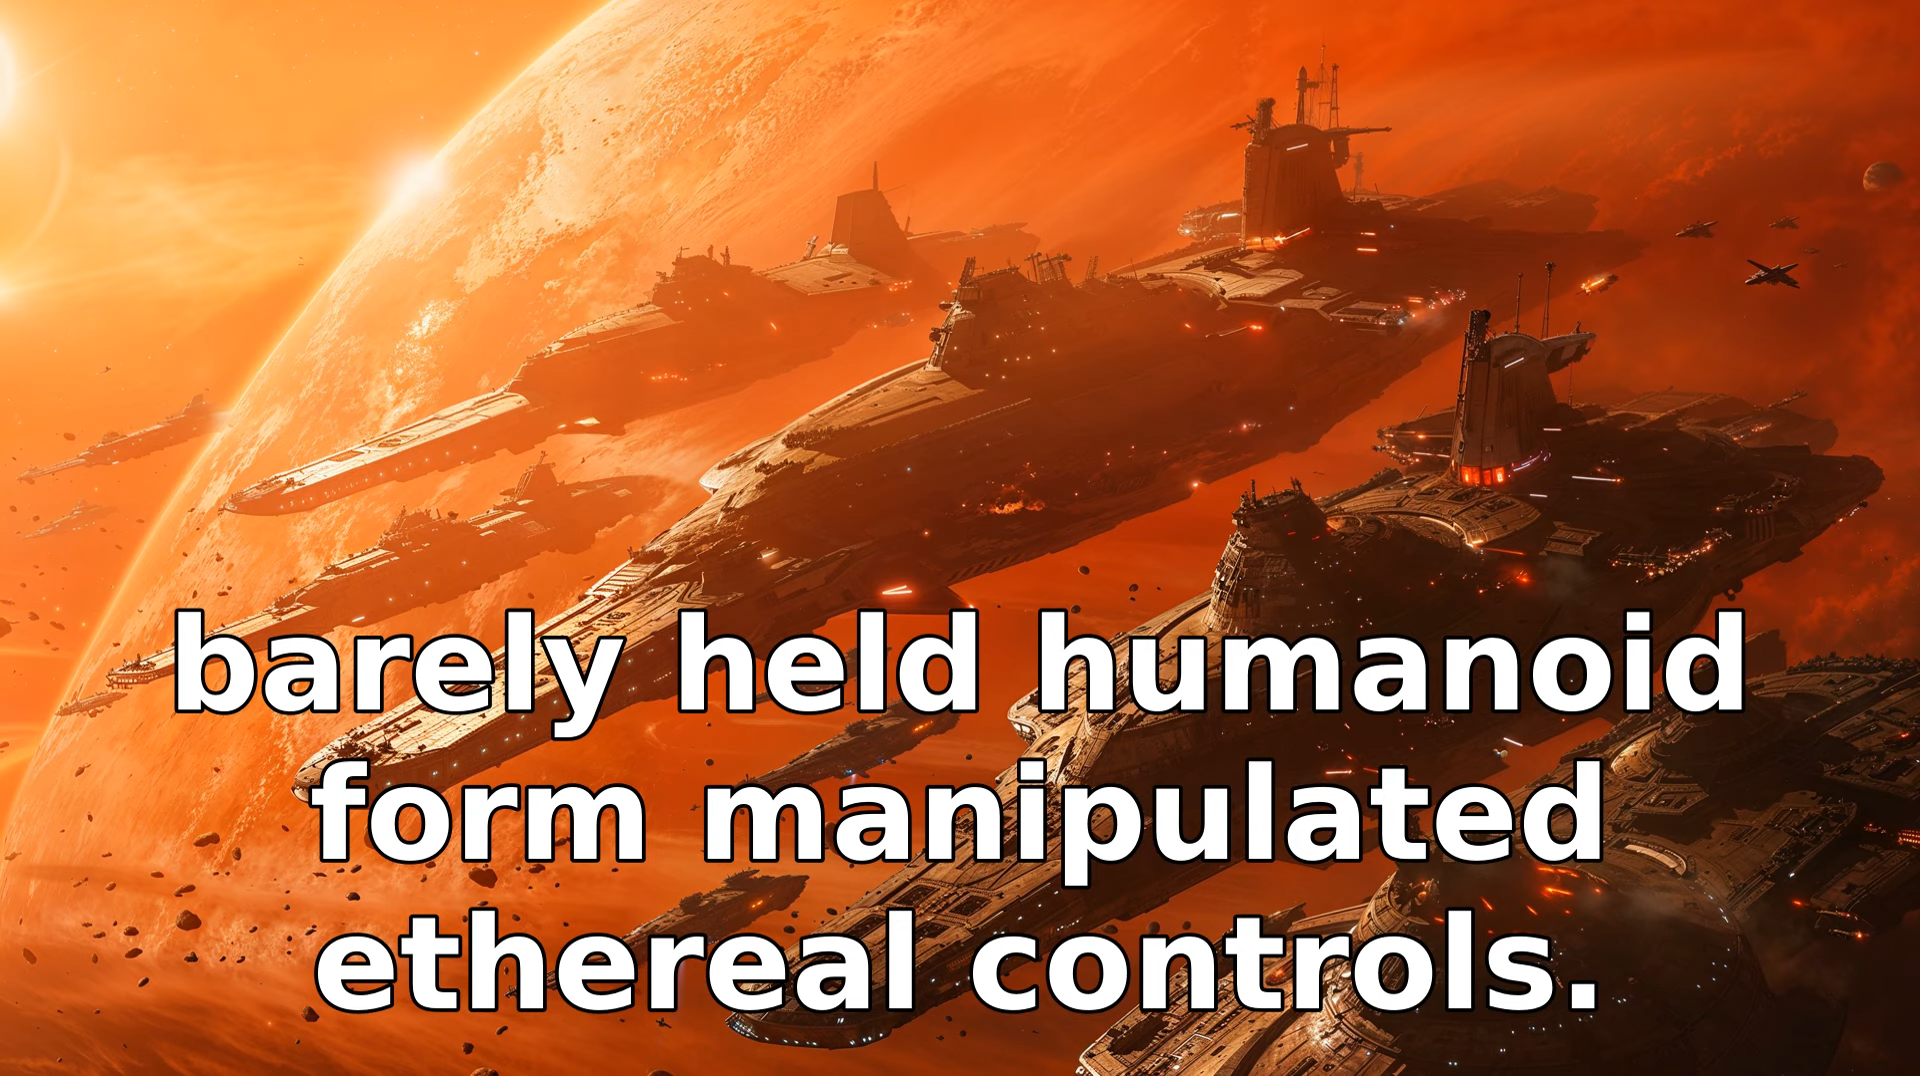 barely held humanoid
form manipulated
ethereal controls.